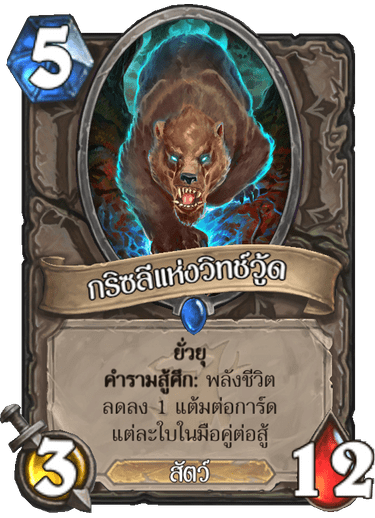 5
กริซลีแห่งวิทช์วู้ด
ยั่วยุ
คำรามสู้ศึก: พลังชีวิต
ลดลง 1 แต้มต่อการ์ด
แต่ละใบในมือคู่ต่อสู้
สัตว์
3
12